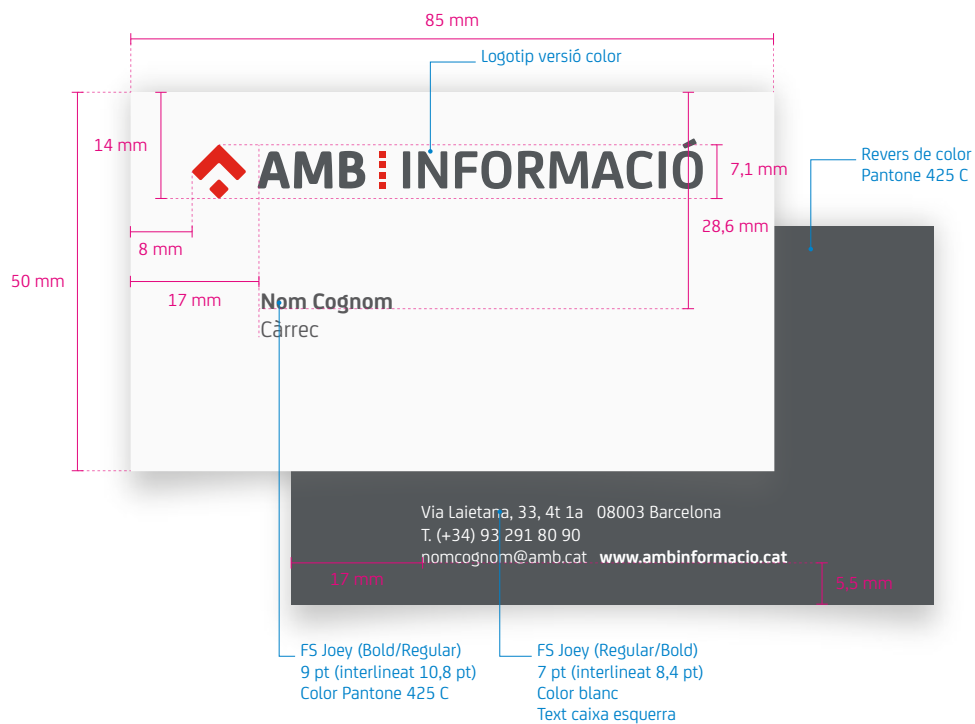 85 mm
Logotip versió color
14 mm
AMB INFORMACIÓ
7,1 mm
Revers de color
Pantone 425 C
28,6 mm
8 mm
50 mm
17 mm
Nom Cognom
Càrrec
Via Laietana, 33, 4t 1a 08003 Barcelona
T. (+34) 93 291 80 90
nomcognom@amb.cat www.ambinformacio.cat
17 mm
5,5 mm
FS Joey (Bold/Regular)
9 pt (interlineat 10,8 pt)
Color Pantone 425 C
FS Joey (Regular/Bold)
7 pt (interlineat 8,4 pt)
Color blanc
Text caixa esquerra